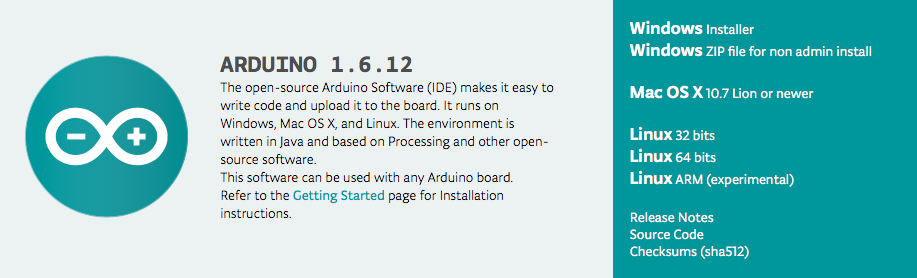 ARDUINO 1.6.12
The open-source Arduino Software (IDE) makes it easy to
write code and upload it to the board. It runs on
Windows, Mac OS X, and Linux. The environment is
written in Java and based on Processing and other open-
source software.
This software can be used with any Arduino board.
Refer to the Getting Started page for Installation
instructions.
Windows Installer
Windows ZIP file for non admin install
Mac OS X 10.7 Lion or newer
Linux 32 bits
Linux 64 bits
Linux ARM (experimental)
Release Notes
Source Code
Checksums (sha512)